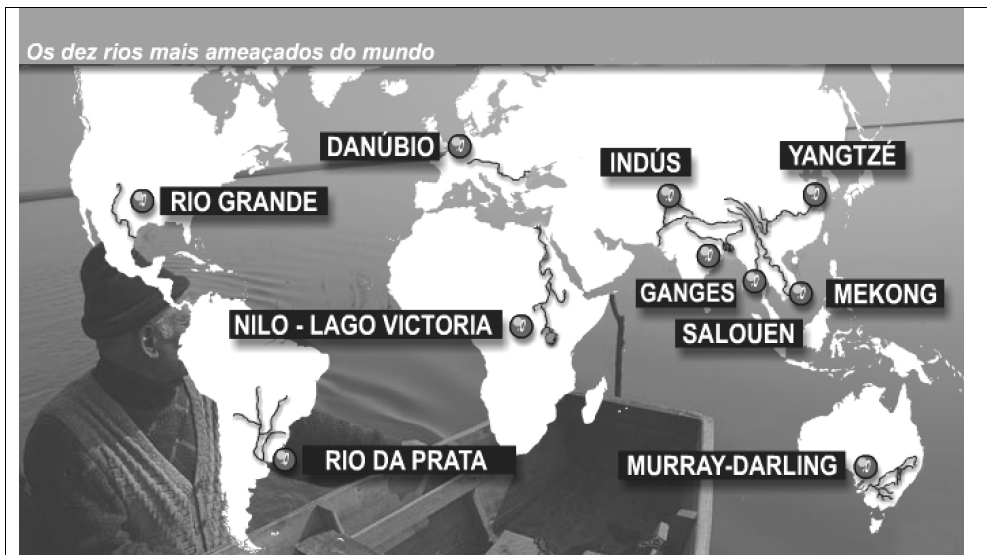 Os dez rios mais ameaçados do mundo
DANÚBIO
INDÚS
YANGTZÉ
RIO GRANDE
GANGES
MEKONG
NILO - LAGO VICTORIA
SALOUEN
RIO DA PRATA
MURRAY-DARLING